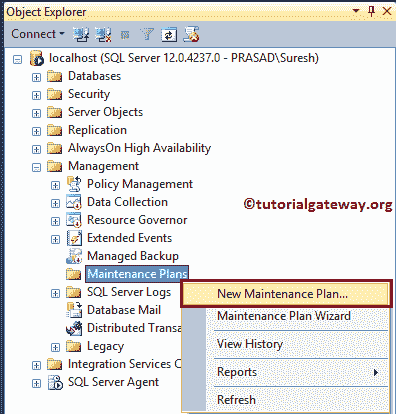 Object Explorer
Connect
localhost (SQL Server 12.0.4237.0 - PRASAD\Suresh)
Databases
Security
Server Objects
Replication
AlwaysOn High Availability
Management
Policy Management
Data Collection
Resource Governor
©tutorialgateway.org
Extended Events
Managed Backup
Maintenance Plans
SQL Server Logs
Database Mail
Distributed Transa
Legacy
Integration Services C
SQL Server Agent
New Maintenance Plan...
Maintenance Plan Wizard
View History
Reports
Refresh